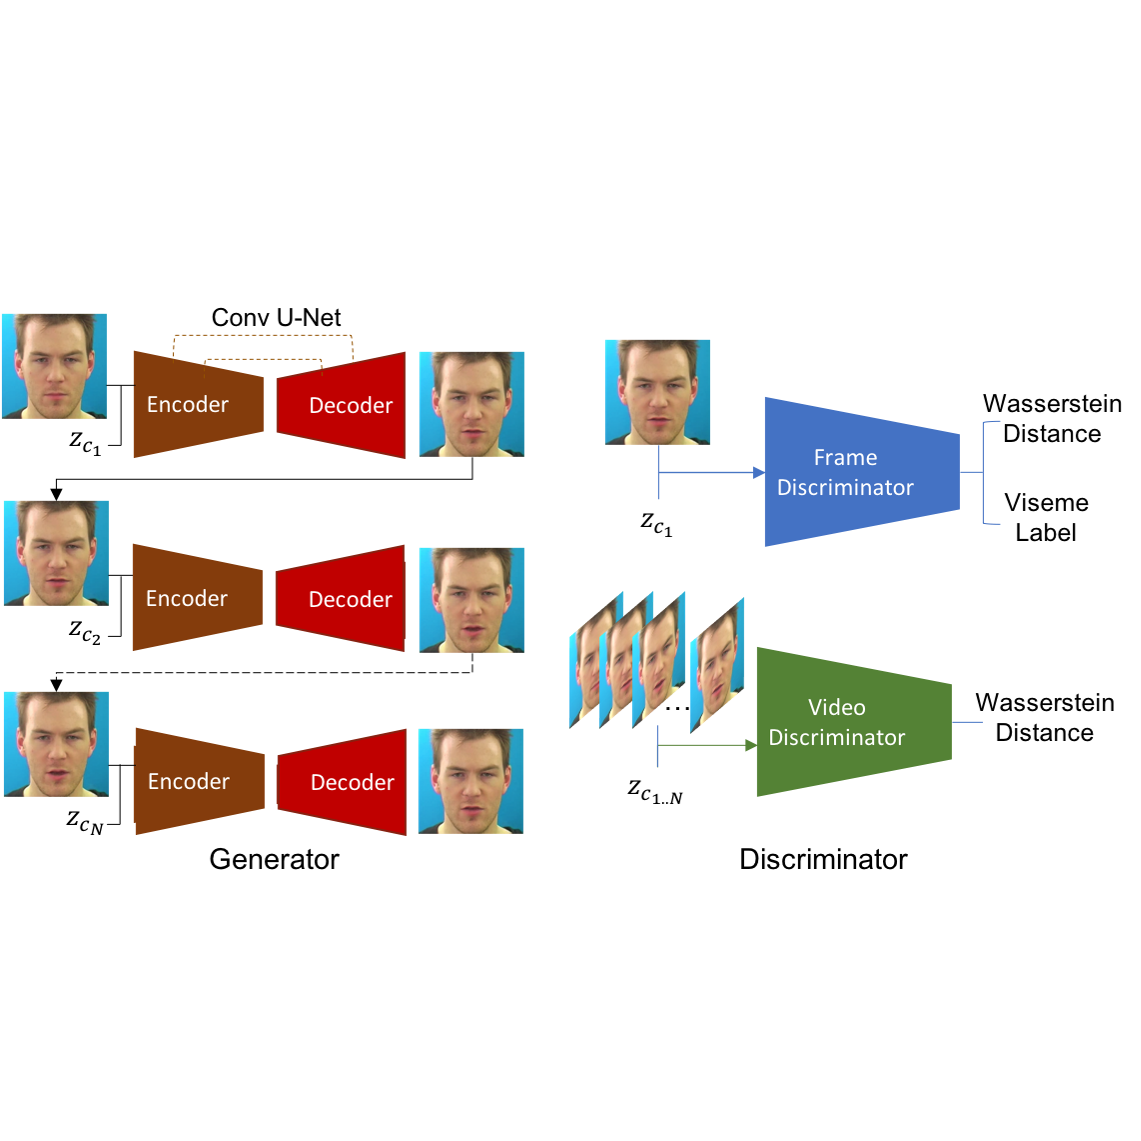 Conv U-Net
Encoder
Decoder
z_{c_1}
Encoder
Decoder
z_{c_2}
Encoder
Decoder
z_{c_N}
Generator
Frame
Discriminator
z_{c_1}
Wasserstein
Distance
Viseme
Label
...
Video
Discriminator
z_{c_{1..N}}
Wasserstein
Distance
Discriminator